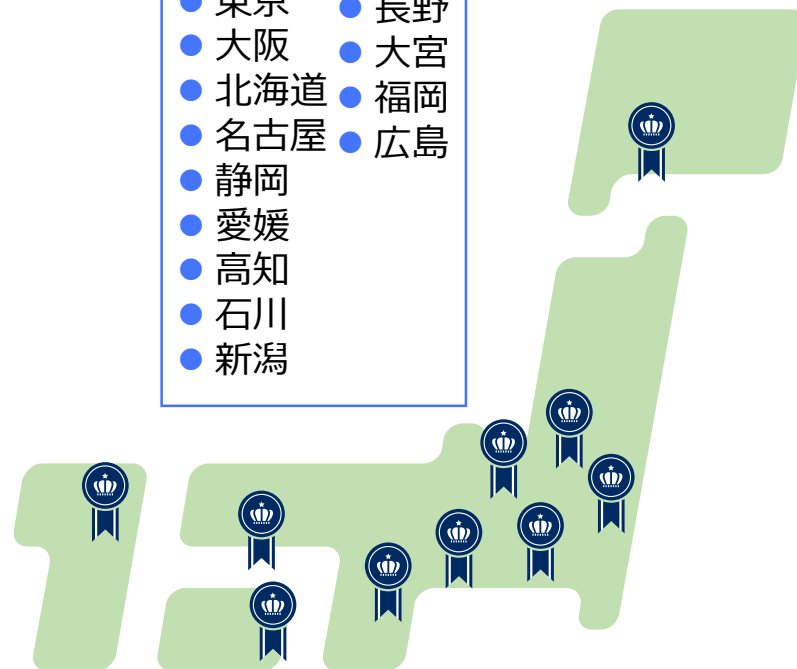 東京
大阪
北海道
名古屋
静岡
愛媛
高知
石川
新潟
長野
大宮
福岡
広島